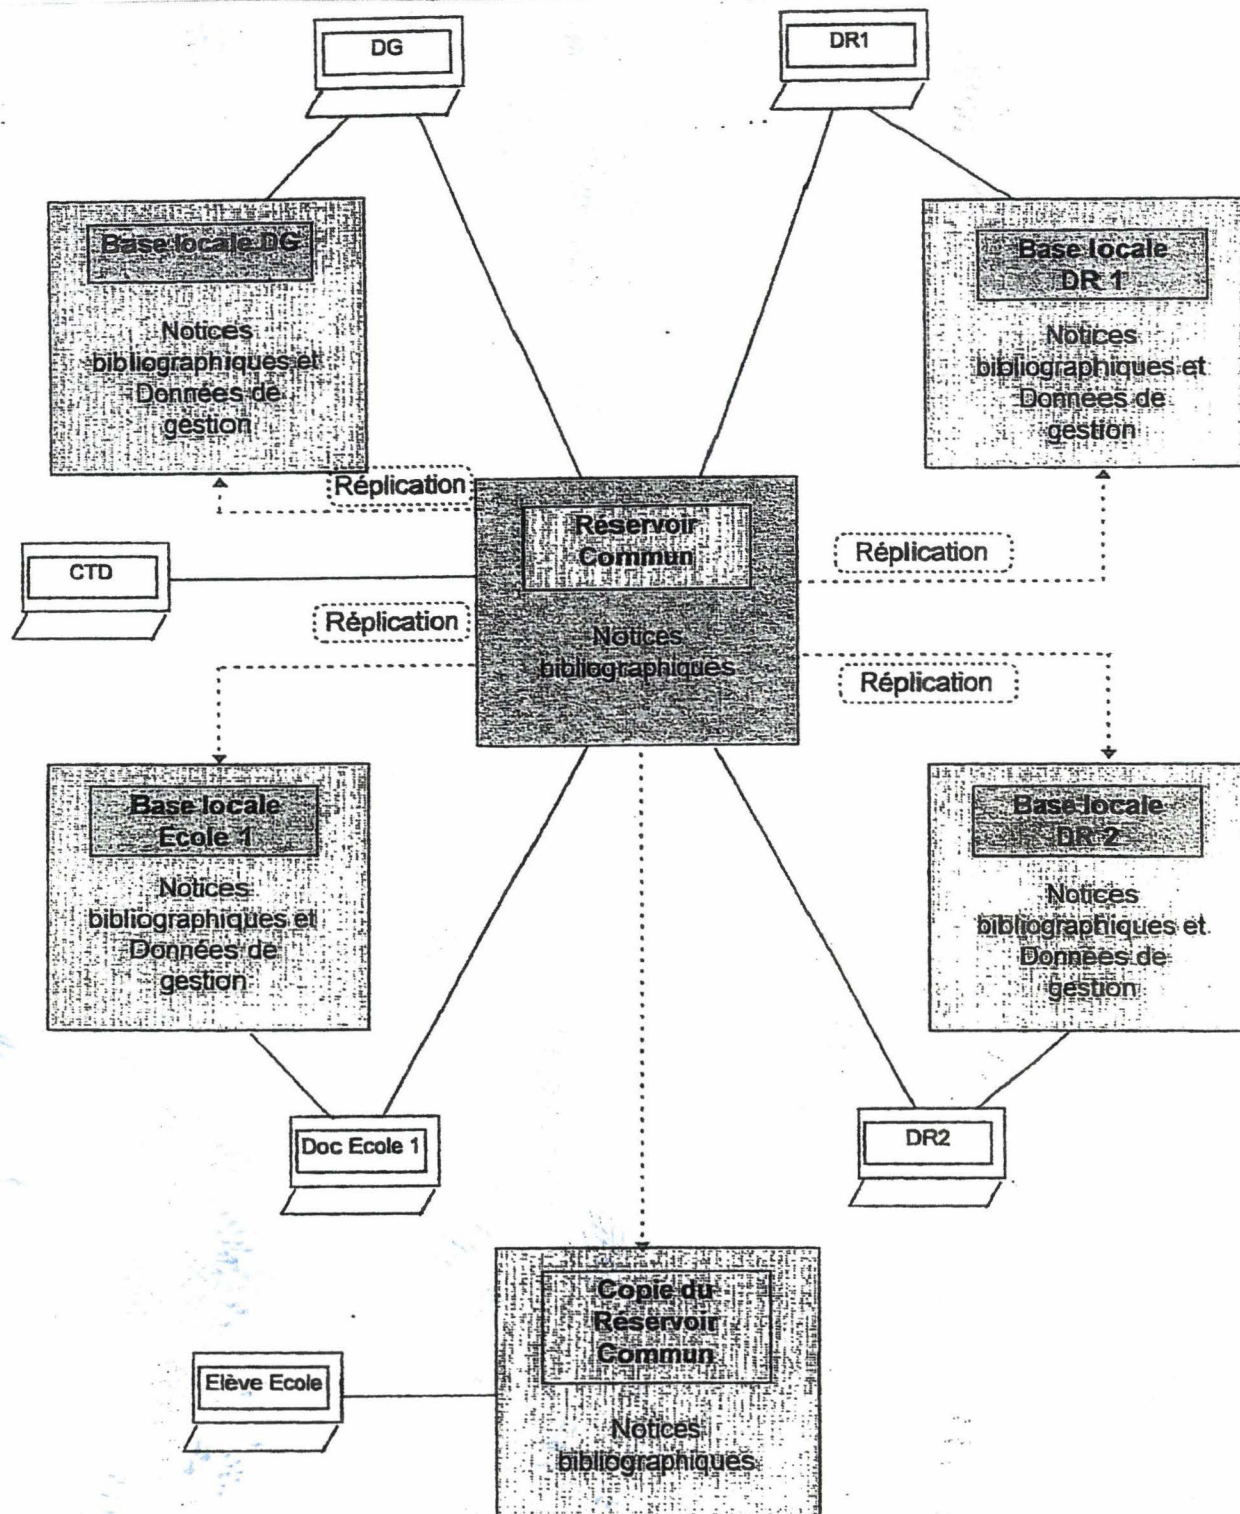 DG
DR1
Base locale DG
Notices
bibliographiques et
Données de
gestion
Base locale
DR 1
Notices
bibliographiques et
Données de
gestion
Réplication
Réservoir
Commun
Notices
bibliographiques
Réplication
CTD
Réplication
Réplication
Base locale
Ecole 1
Notices
bibliographiques et
Données de
gestion
Base locale
DR 2
Notices
bibliographiques et
Données de
gestion
Doc Ecole 1
DR2
Copie du
Réservoir
Commun
Notices
bibliographiques
Elève Ecole